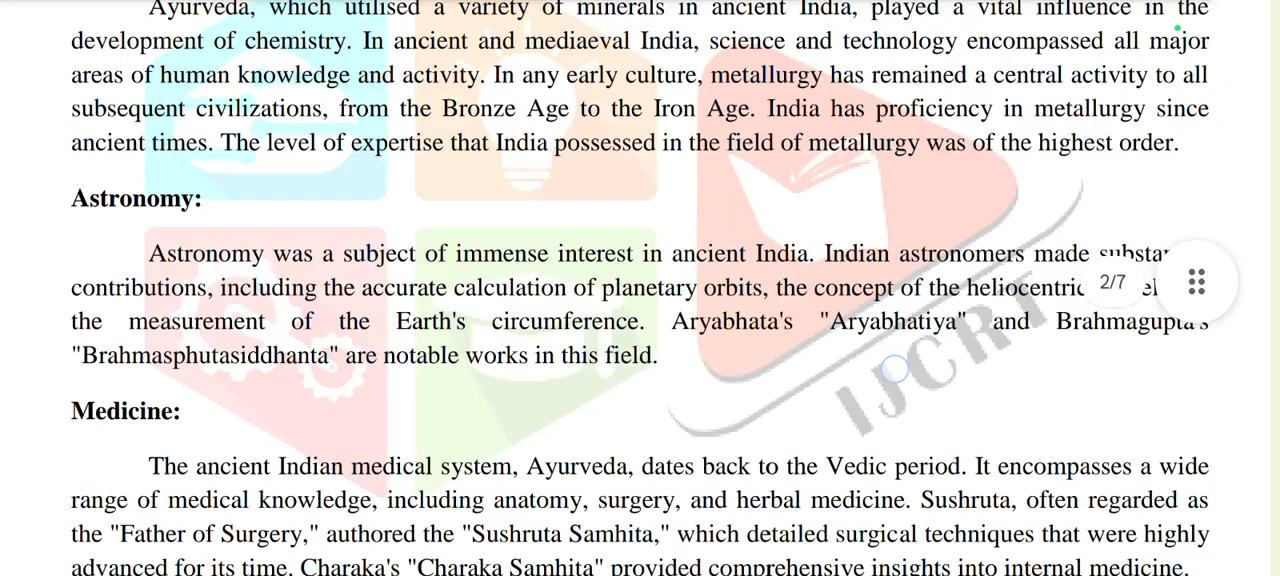 Ayurveda, which utilised a variety of minerals in ancient India, played a vital influence in the
development of chemistry. In ancient and mediaeval India, science and technology encompassed all major
areas of human knowledge and activity. In any early culture, metallurgy has remained a central activity to all
subsequent civilizations, from the Bronze Age to the Iron Age. India has proficiency in metallurgy since
ancient times. The level of expertise that India possessed in the field of metallurgy was of the highest order.
Astronomy:
Astronomy was a subject of immense interest in ancient India. Indian astronomers made
contributions, including the accurate calculation of planetary orbits, the concept of the heliocentric
2/7
the measurement of the Earth's circumference. Aryabhata's "Aryabhatiya" and Brahmagupta's
"Brahmasphutasiddhanta" are notable works in this field.
IJCRT
Medicine:
The ancient Indian medical system, Ayurveda, dates back to the Vedic period. It encompasses a wide
range of medical knowledge, including anatomy, surgery, and herbal medicine. Sushruta, often regarded as
the "Father of Surgery," authored the "Sushruta Samhita," which detailed surgical techniques that were highly
advanced for its time. Charaka's "Charaka Samhita" provided comprehensive insights into internal medicine.